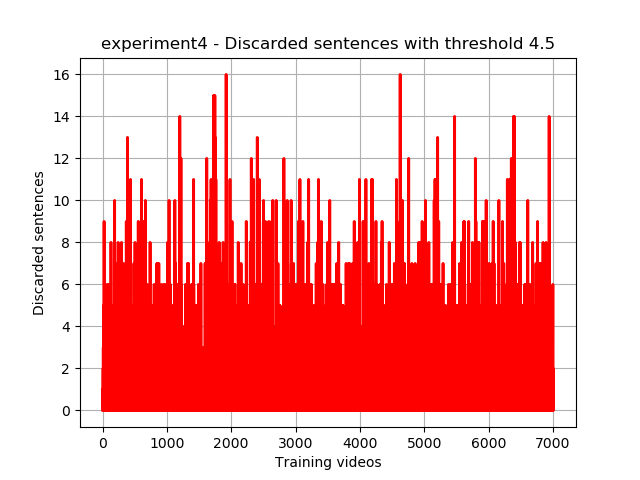 experiment4 - Discarded sentences with threshold 4.5
16
14
12
10
8
6
4
2
0
Discarded sentences
0 1000 2000 3000 4000 5000 6000 7000
Training videos